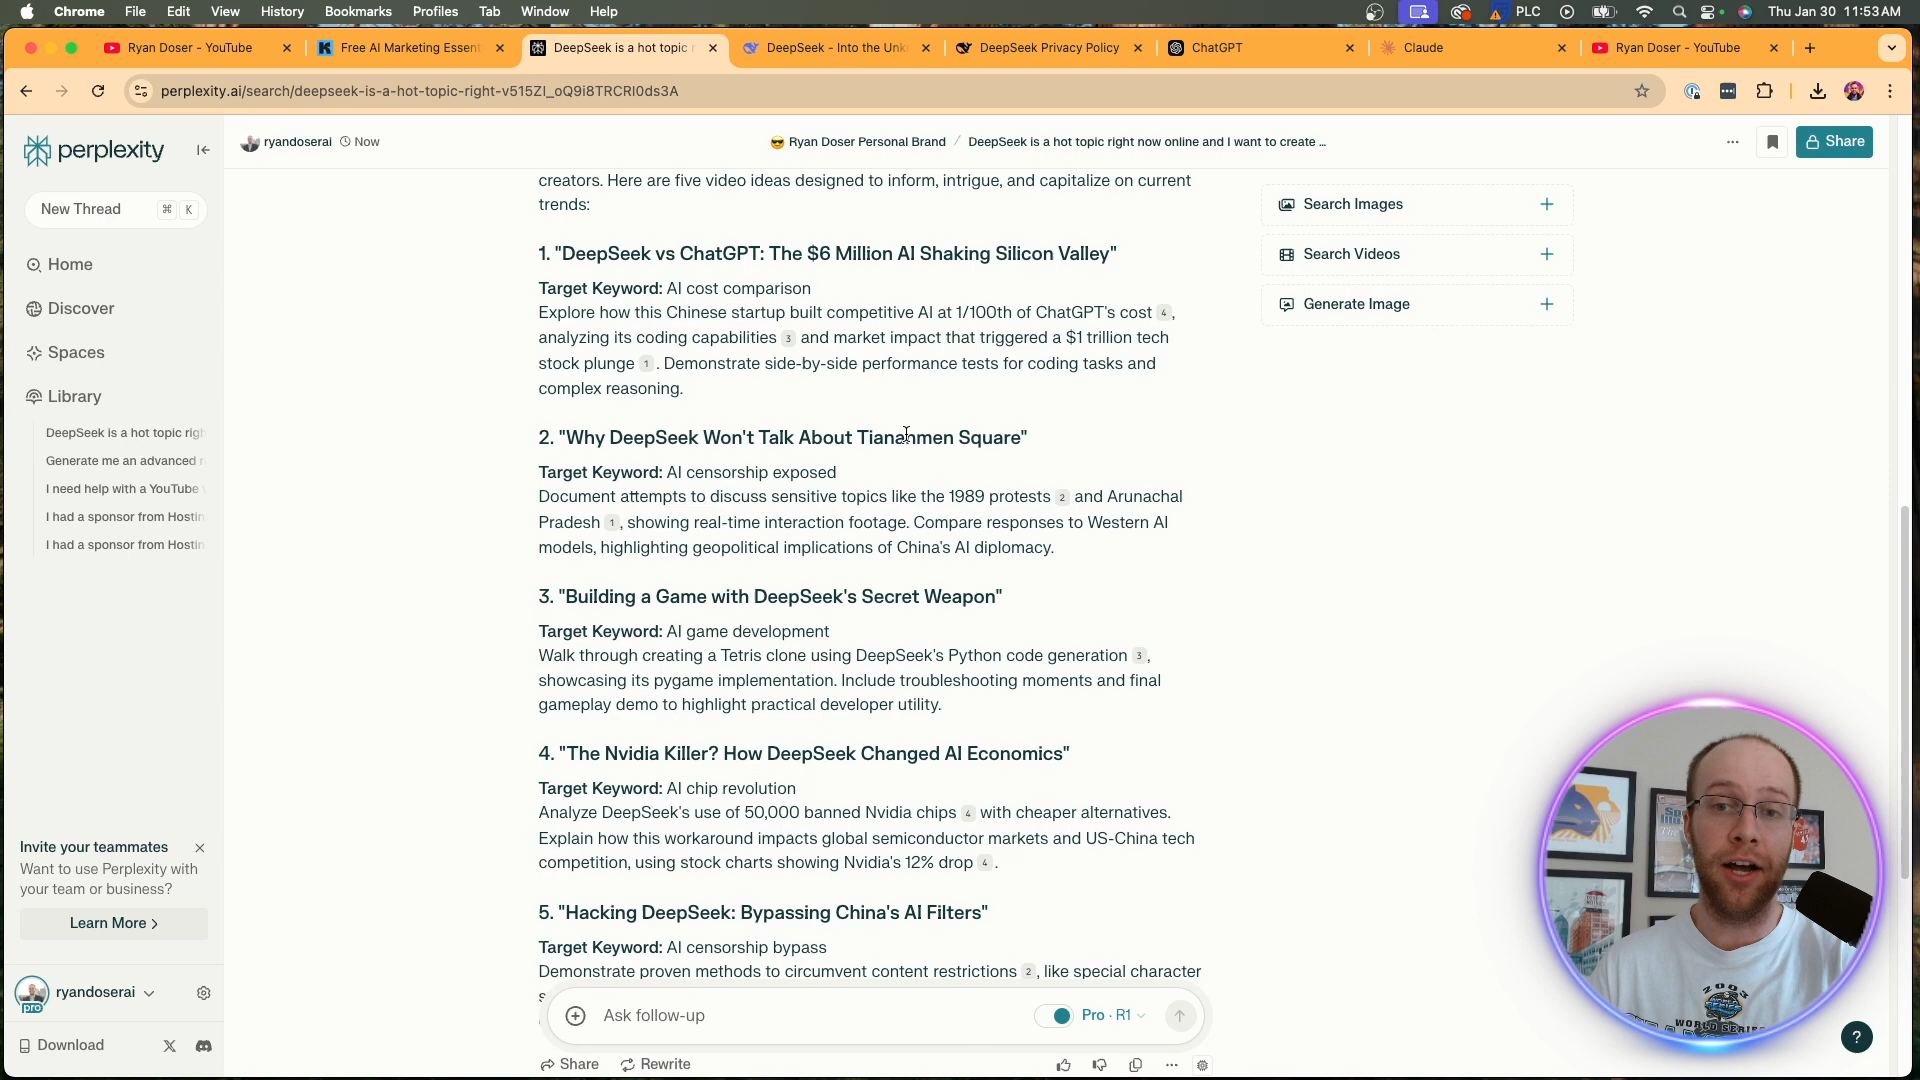 Chrome File Edit View History Bookmarks Profiles Tab Window Help PLC Thu Jan 30 11:53 AM
Ryan Doser - YouTube Free AI Marketing Essent DeepSeek is a hot topic r DeepSeek - Into the Unk DeepSeek Privacy Policy ChatGPT Claude Ryan Doser - YouTube
perplexity.ai/search/deepseek-is-a-hot-topic-right-v515ZI_oQ9i8TRCRI0ds3A
perplexity
New Thread ⌘ K
Home
Discover
Spaces
Library
DeepSeek is a hot topic righ
Generate me an advanced r
I need help with a YouTube v
I had a sponsor from Hostin
I had a sponsor from Hostin
Invite your teammates
Want to use Perplexity with
your team or business?
Learn More
ryandoserai
pro
Download
ryandoserai Now
Ryan Doser Personal Brand / DeepSeek is a hot topic right now online and I want to create ...
Share
creators. Here are five video ideas designed to inform, intrigue, and capitalize on current
trends:
1. "DeepSeek vs ChatGPT: The $6 Million AI Shaking Silicon Valley"
Target Keyword: AI cost comparison
Explore how this Chinese startup built competitive AI at 1/100th of ChatGPT's cost 4,
analyzing its coding capabilities 3 and market impact that triggered a $1 trillion tech
stock plunge 1. Demonstrate side-by-side performance tests for coding tasks and
complex reasoning.
2. "Why DeepSeek Won't Talk About Tiananmen Square"
Target Keyword: AI censorship exposed
Document attempts to discuss sensitive topics like the 1989 protests 2 and Arunachal
Pradesh 1, showing real-time interaction footage. Compare responses to Western AI
models, highlighting geopolitical implications of China's AI diplomacy.
3. "Building a Game with DeepSeek's Secret Weapon"
Target Keyword: AI game development
Walk through creating a Tetris clone using DeepSeek's Python code generation 3,
showcasing its pygame implementation. Include troubleshooting moments and final
gameplay demo to highlight practical developer utility.
4. "The Nvidia Killer? How DeepSeek Changed AI Economics"
Target Keyword: AI chip revolution
Analyze DeepSeek's use of 50,000 banned Nvidia chips 4 with cheaper alternatives.
Explain how this workaround impacts global semiconductor markets and US-China tech
competition, using stock charts showing Nvidia's 12% drop 4.
5. "Hacking DeepSeek: Bypassing China's AI Filters"
Target Keyword: AI censorship bypass
Demonstrate proven methods to circumvent content restrictions 2, like special character
Ask follow-up Pro · R1
Share Rewrite
Search Images
Search Videos
Generate Image
2003
WORLD SERIES
?